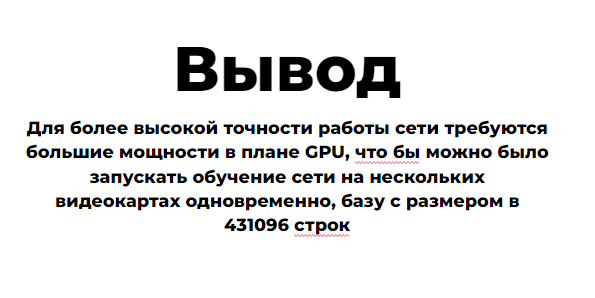 Вывод
Для более высокой точности работы сети требуются
большие мощности в плане GPU, что бы можно было
запускать обучение сети на нескольких
видеокартах одновременно, базу с размером в
431096 строк